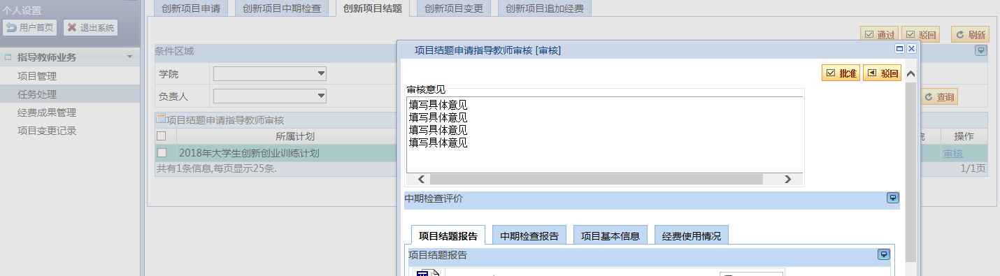 个人设置
用户首页 退出系统
指导教师业务
项目管理
任务处理
经费成果管理
项目变更记录
创新项目申请 创新项目中期检查 创新项目结题 创新项目变更 创新项目追加经费
通过 驳回 刷新
条件区域
学院
负责人
查询
项目结题申请指导教师审核
所属计划
操作
2018年大学生创新创业训练计划
审核
共有1条信息,每页显示25条.
1/1页
项目结题申请指导教师审核 [审核]
批准 驳回
审核意见
填写具体意见
填写具体意见
填写具体意见
填写具体意见
中期检查评价
项目结题报告 中期检查报告 项目基本信息 经费使用情况
项目结题报告